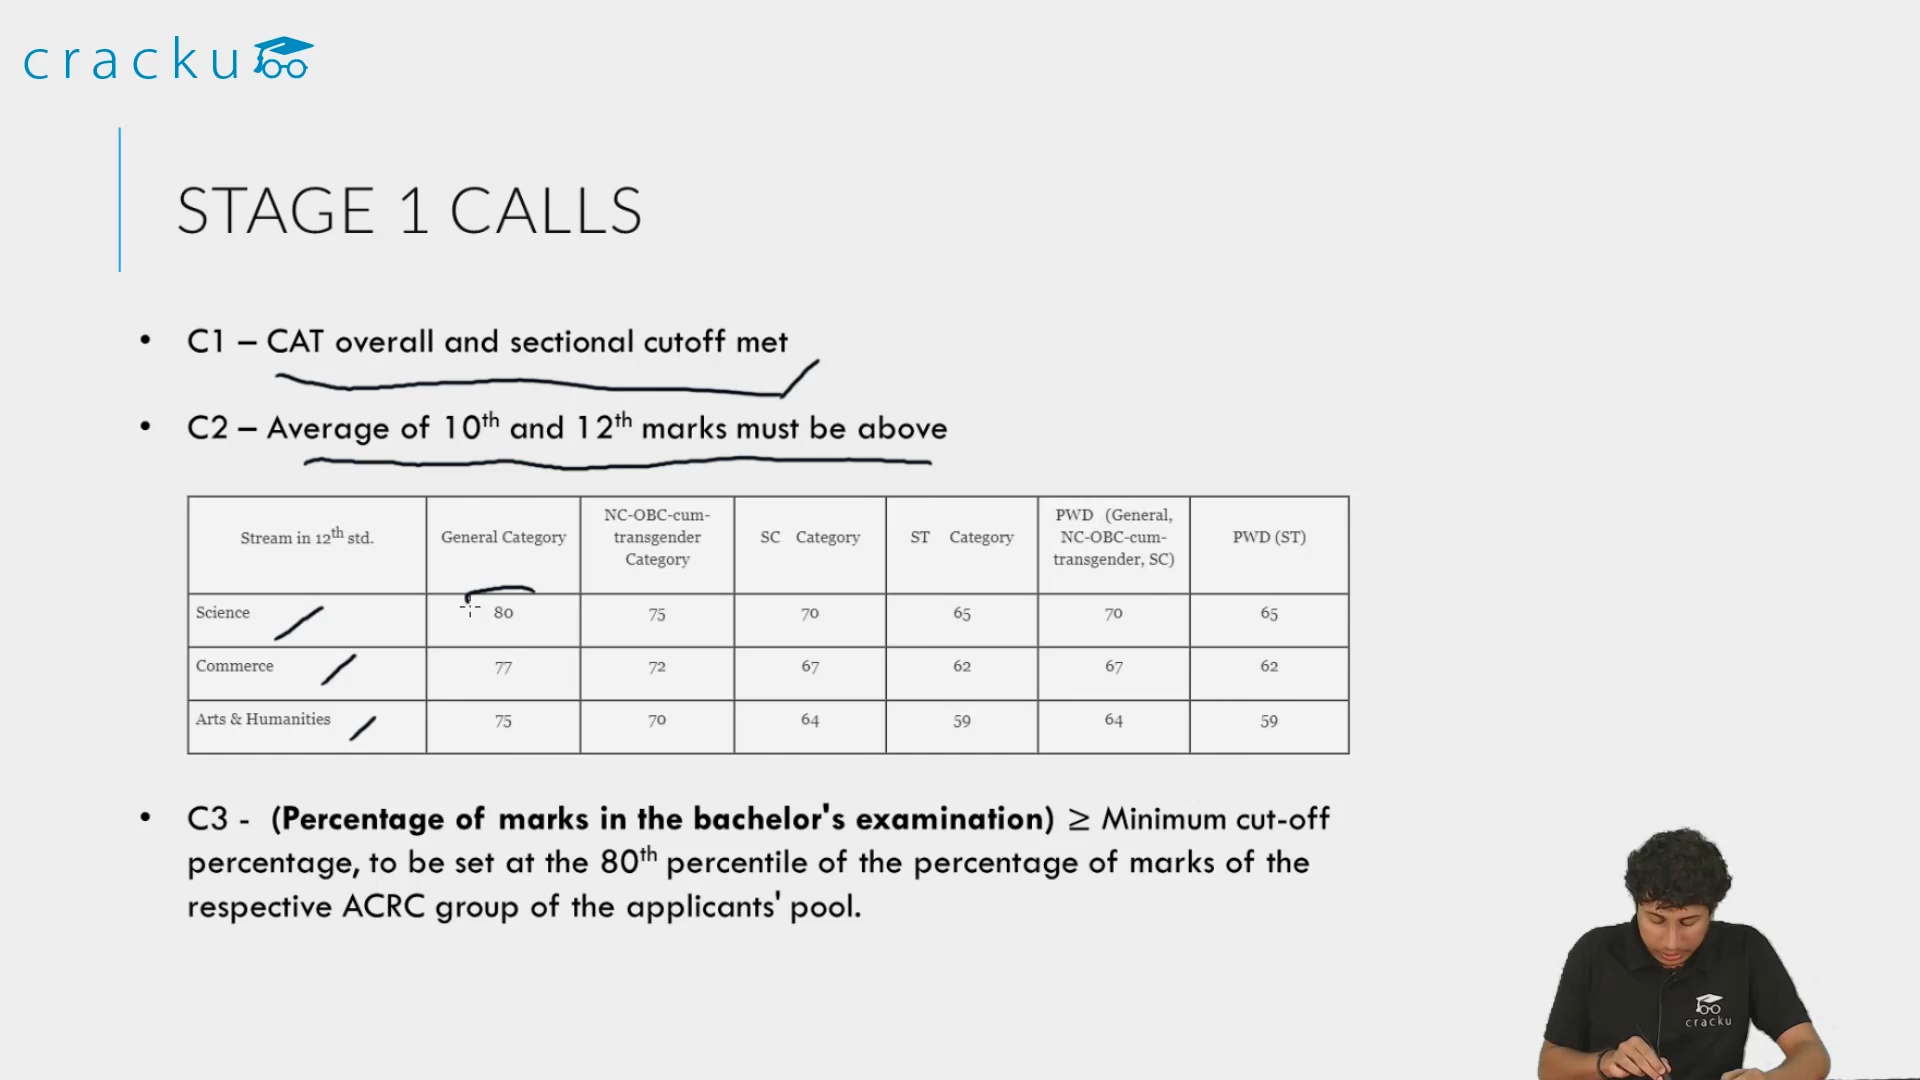 cracku
STAGE 1 CALLS
• C1 – CAT overall and sectional cutoff met
• C2 – Average of 10th and 12th marks must be above
Stream in 12th std. General Category NC-OBC-cum-transgender Category SC Category ST Category PWD (General, NC-OBC-cum-transgender, SC) PWD (ST)
Science 80 75 70 65 70 65
Commerce 77 72 67 62 67 62
Arts & Humanities 75 70 64 59 64 59
• C3 - (Percentage of marks in the bachelor's examination) ≥ Minimum cut-off
percentage, to be set at the 80th percentile of the percentage of marks of the
respective ACRC group of the applicants' pool.
cracku